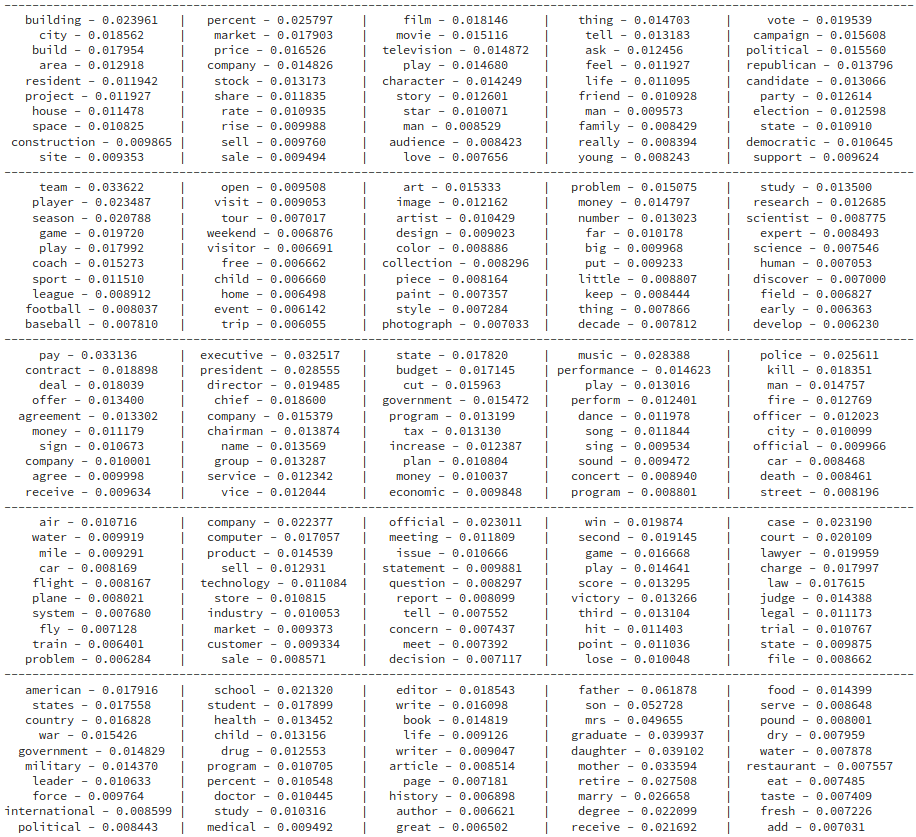 building - 0.023961 | percent - 0.025797 | film - 0.018146 | thing - 0.014703 | vote - 0.019539
city - 0.018562 | market - 0.017903 | movie - 0.015116 | tell - 0.013183 | campaign - 0.015608
build - 0.017954 | price - 0.016526 | television - 0.014872 | ask - 0.012456 | political - 0.015560
area - 0.012918 | company - 0.014826 | play - 0.014680 | feel - 0.011927 | republican - 0.013796
resident - 0.011942 | stock - 0.013173 | character - 0.014249 | life - 0.011095 | candidate - 0.013066
project - 0.011927 | share - 0.011835 | story - 0.012601 | friend - 0.010928 | party - 0.012614
house - 0.011478 | rate - 0.010935 | star - 0.010071 | man - 0.009573 | election - 0.012598
space - 0.010825 | rise - 0.009988 | man - 0.008529 | family - 0.008429 | state - 0.010910
construction - 0.009865 | sell - 0.009760 | audience - 0.008423 | really - 0.008394 | democratic - 0.010645
site - 0.009353 | sale - 0.009494 | love - 0.007656 | young - 0.008243 | support - 0.009624
team - 0.033622 | open - 0.009508 | art - 0.015333 | problem - 0.015075 | study - 0.013500
player - 0.023487 | visit - 0.009053 | image - 0.012162 | money - 0.014797 | research - 0.012685
season - 0.020788 | tour - 0.007017 | artist - 0.010429 | number - 0.013023 | scientist - 0.008775
game - 0.019720 | weekend - 0.006876 | design - 0.009023 | far - 0.010178 | expert - 0.008493
play - 0.017992 | visitor - 0.006691 | color - 0.008886 | big - 0.009968 | science - 0.007546
coach - 0.015273 | free - 0.006662 | collection - 0.008296 | put - 0.009233 | human - 0.007053
sport - 0.011510 | child - 0.006660 | piece - 0.008164 | little - 0.008807 | discover - 0.007000
league - 0.008912 | home - 0.006498 | paint - 0.007357 | keep - 0.008444 | field - 0.006827
football - 0.008037 | event - 0.006142 | style - 0.007284 | thing - 0.007866 | early - 0.006363
baseball - 0.007810 | trip - 0.006055 | photograph - 0.007033 | decade - 0.007812 | develop - 0.006230
pay - 0.033136 | executive - 0.032517 | state - 0.017820 | music - 0.028388 | police - 0.025611
contract - 0.018898 | president - 0.028555 | budget - 0.017145 | performance - 0.014623 | kill - 0.018351
deal - 0.018039 | director - 0.019485 | cut - 0.015963 | play - 0.013016 | man - 0.014757
offer - 0.013400 | chief - 0.018600 | government - 0.015472 | perform - 0.012401 | fire - 0.012769
agreement - 0.013302 | company - 0.015379 | program - 0.013199 | dance - 0.011978 | officer - 0.012023
money - 0.011179 | chairman - 0.013874 | tax - 0.013130 | song - 0.011844 | city - 0.010099
sign - 0.010673 | name - 0.013569 | increase - 0.012387 | sing - 0.009534 | official - 0.009966
company - 0.010001 | group - 0.013287 | plan - 0.010804 | sound - 0.009472 | car - 0.008468
agree - 0.009998 | service - 0.012342 | money - 0.010037 | concert - 0.008940 | death - 0.008461
receive - 0.009634 | vice - 0.012044 | economic - 0.009848 | program - 0.008801 | street - 0.008196
air - 0.010716 | company - 0.022377 | official - 0.023011 | win - 0.019874 | case - 0.023190
water - 0.009919 | computer - 0.017057 | meeting - 0.011809 | second - 0.019145 | court - 0.020109
mile - 0.009291 | product - 0.014539 | issue - 0.010666 | game - 0.016668 | lawyer - 0.019959
car - 0.008169 | sell - 0.012931 | statement - 0.009881 | play - 0.014641 | charge - 0.017997
flight - 0.008167 | technology - 0.011084 | question - 0.008297 | score - 0.013295 | law - 0.017615
plane - 0.008021 | store - 0.010815 | report - 0.008099 | victory - 0.013266 | judge - 0.014388
system - 0.007680 | industry - 0.010053 | tell - 0.007552 | third - 0.013104 | legal - 0.011173
fly - 0.007128 | market - 0.009373 | concern - 0.007437 | hit - 0.011403 | trial - 0.010767
train - 0.006401 | customer - 0.009334 | meet - 0.007392 | point - 0.011036 | state - 0.009875
problem - 0.006284 | sale - 0.008571 | decision - 0.007117 | lose - 0.010048 | file - 0.008662
american - 0.017916 | school - 0.021320 | editor - 0.018543 | father - 0.061878 | food - 0.014399
states - 0.017558 | student - 0.017899 | write - 0.016098 | son - 0.052728 | serve - 0.008648
country - 0.016828 | health - 0.013452 | book - 0.014819 | mrs - 0.049655 | pound - 0.008001
war - 0.015426 | child - 0.013156 | life - 0.009126 | graduate - 0.039937 | dry - 0.007959
government - 0.014829 | drug - 0.012553 | writer - 0.009047 | daughter - 0.039102 | water - 0.007878
military - 0.014370 | program - 0.010705 | article - 0.008514 | mother - 0.033594 | restaurant - 0.007557
leader - 0.010633 | percent - 0.010548 | page - 0.007181 | retire - 0.027508 | eat - 0.007485
force - 0.009764 | doctor - 0.010445 | history - 0.006898 | marry - 0.026658 | taste - 0.007409
international - 0.008599 | study - 0.010316 | author - 0.006621 | degree - 0.022099 | fresh - 0.007226
political - 0.008443 | medical - 0.009492 | great - 0.006502 | receive - 0.021692 | add - 0.007031